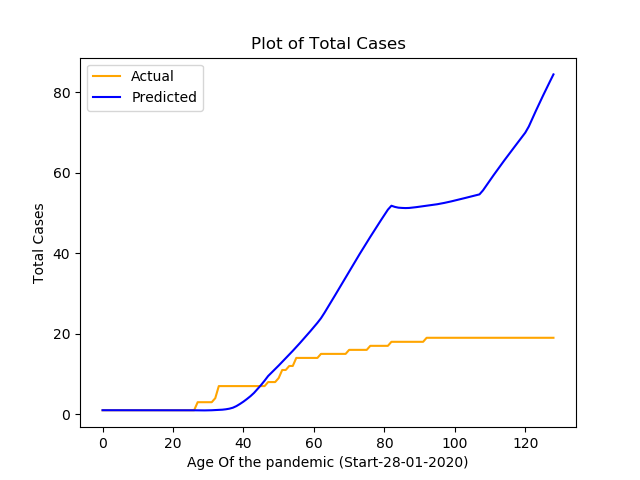 Plot of Total Cases
Actual
Predicted
Total Cases
80
60
40
20
0
0 20 40 60 80 100 120
Age Of the pandemic (Start-28-01-2020)